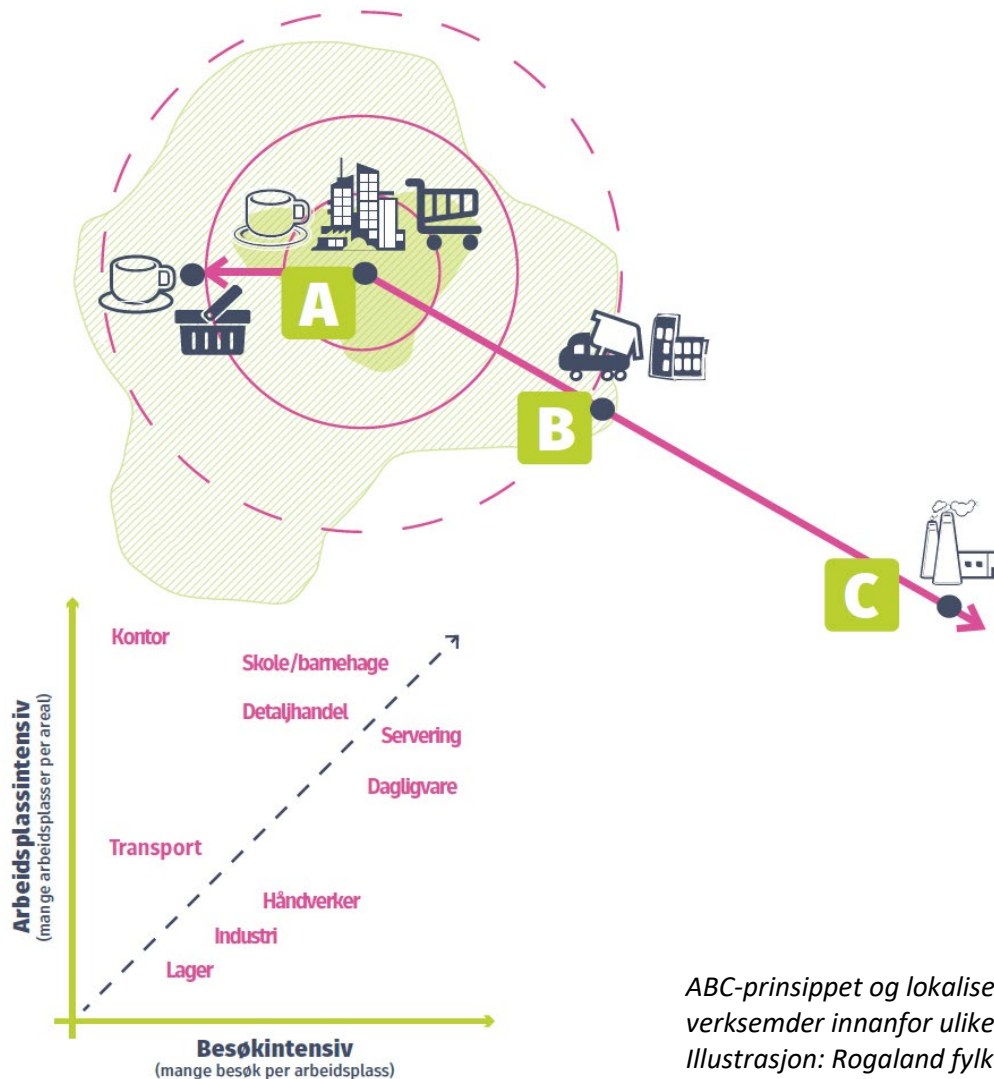 A
B
C
Kontor
Skole/barnehage
Detaljhandel
Servering
Dagligvare
Transport
Håndverker
Industri
Lager
Arbeidsplassintensiv
(mange arbeidsplasser per areal)
Besøkintensiv
(mange besøk per arbeidsplass)
ABC-prinsippet og lokalise
verksemder innanfor ulike
Illustrasjon: Rogaland fylk